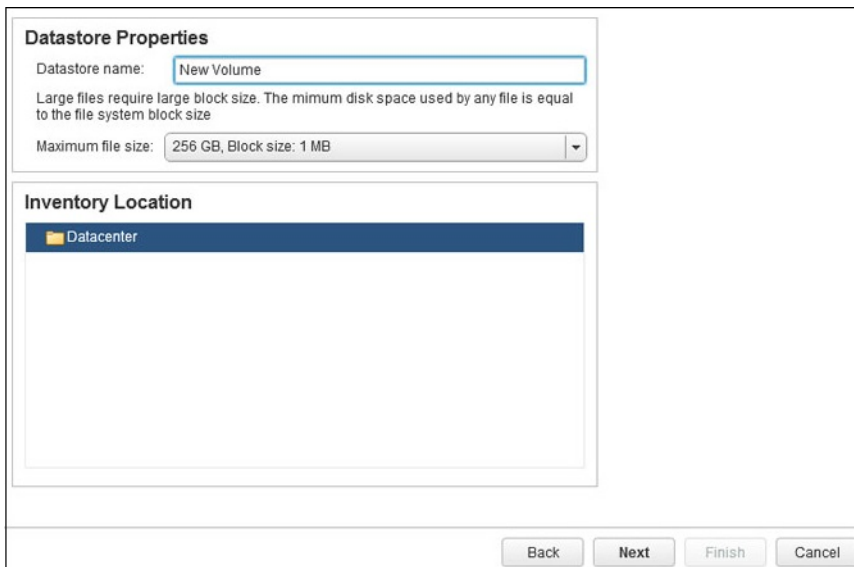 Datastore Properties
Datastore name: New Volume
Large files require large block size. The mimum disk space used by any file is equal
to the file system block size
Maximum file size: 256 GB, Block size: 1 MB
Inventory Location
Datacenter
Back Next Finish Cancel